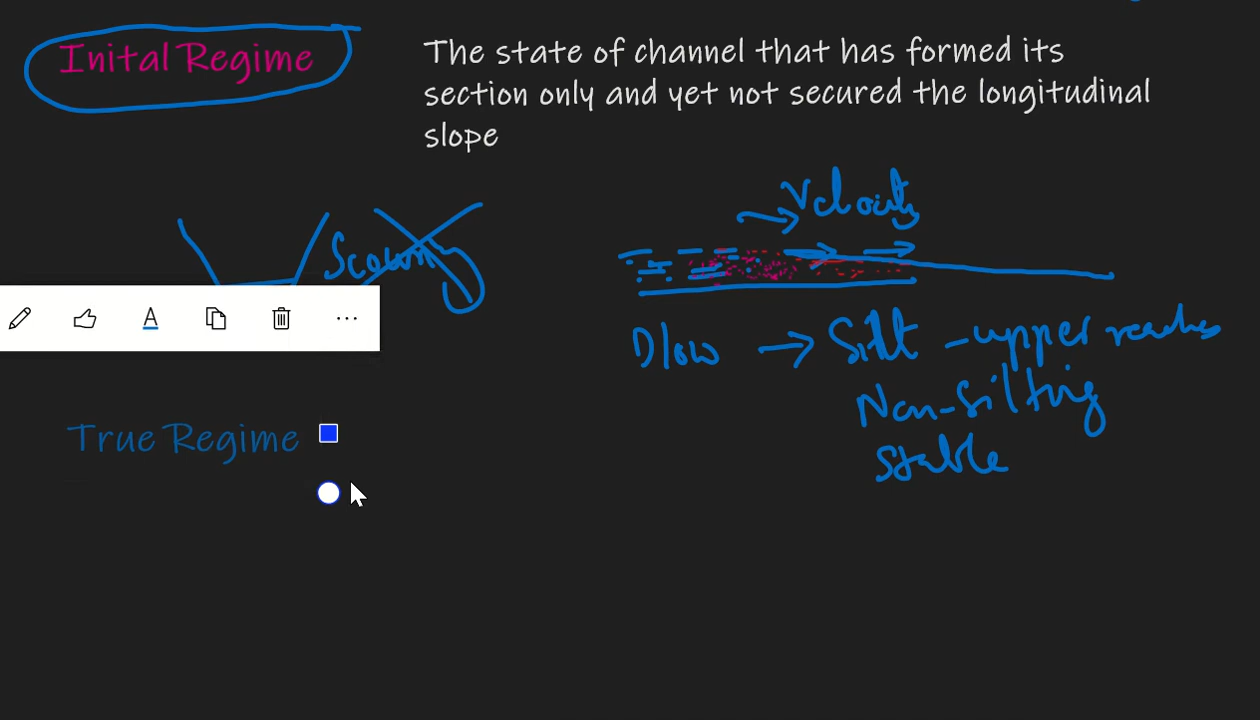 Inital Regime
The state of channel that has formed its
section only and yet not secured the longitudinal
slope
Velocity
Scouring
Dlow → Silt - upper reaches
Non-Silting
Stable
True Regime